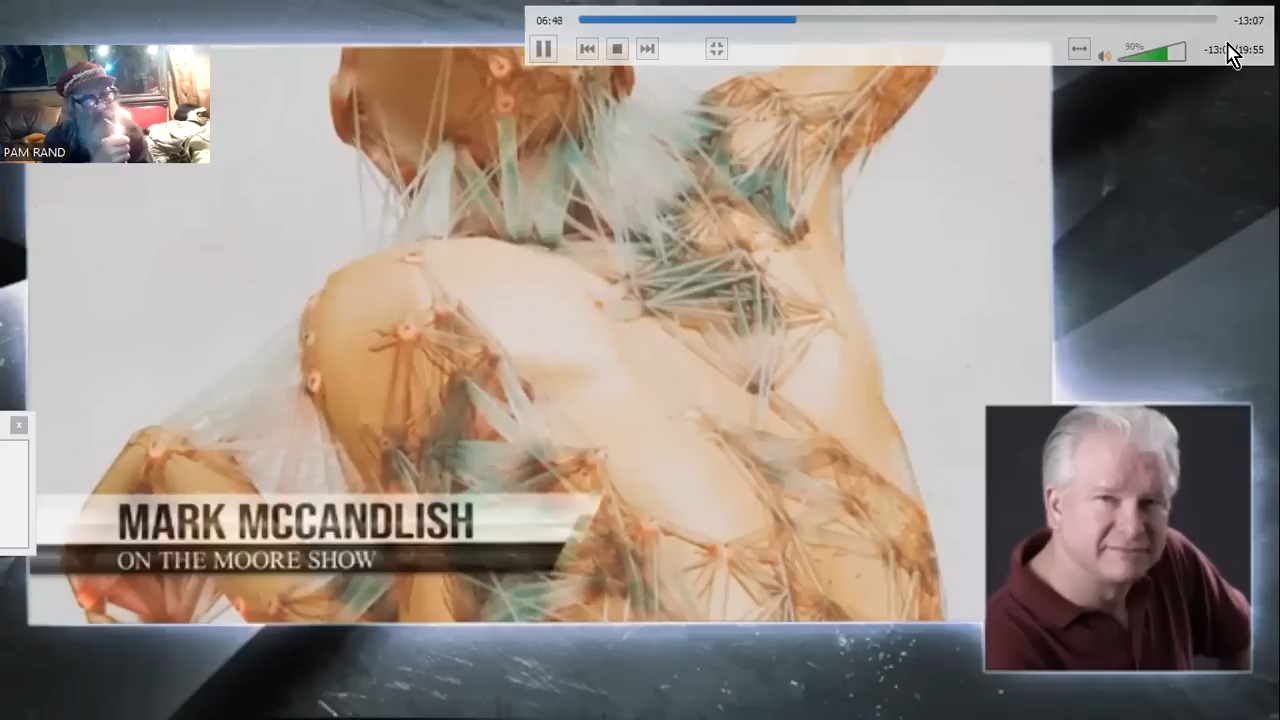 06:48
-13:07
90%
PAM RAND
x
MARK MCCANDLISH
ON THE MOORE SHOW